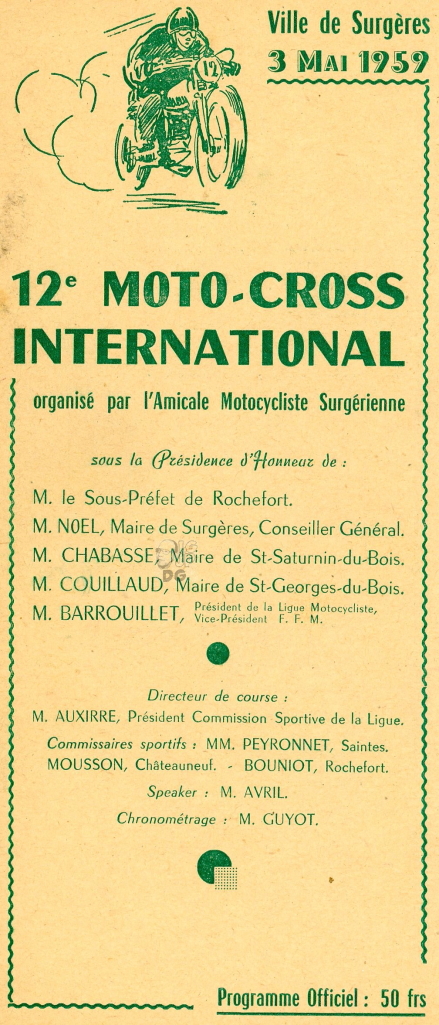 Ville de Surgères
3 MAI 1959
12
12e MOTO-CROSS
INTERNATIONAL
organisé par l'Amicale Motocycliste Surgérienne
sous la Présidence d'Honneur de :
M. le Sous-Préfet de Rochefort.
M. NOEL, Maire de Surgères, Conseiller Général.
M. CHABASSE, Maire de St-Saturnin-du-Bois.
M. COUILLAUD, Maire de St-Georges-du-Bois.
M. BARROUILLET, Président de la Ligue Motocycliste,
Vice-Président F. F. M.
Directeur de course :
M. AUXIRRE, Président Commission Sportive de la Ligue.
Commissaires sportifs : MM. PEYRONNET, Saintes.
MOUSSON, Châteauneuf. - BOUNIOT, Rochefort.
Speaker : M. AVRIL.
Chronométrage : M. GUYOT.
Programme Officiel : 50 frs